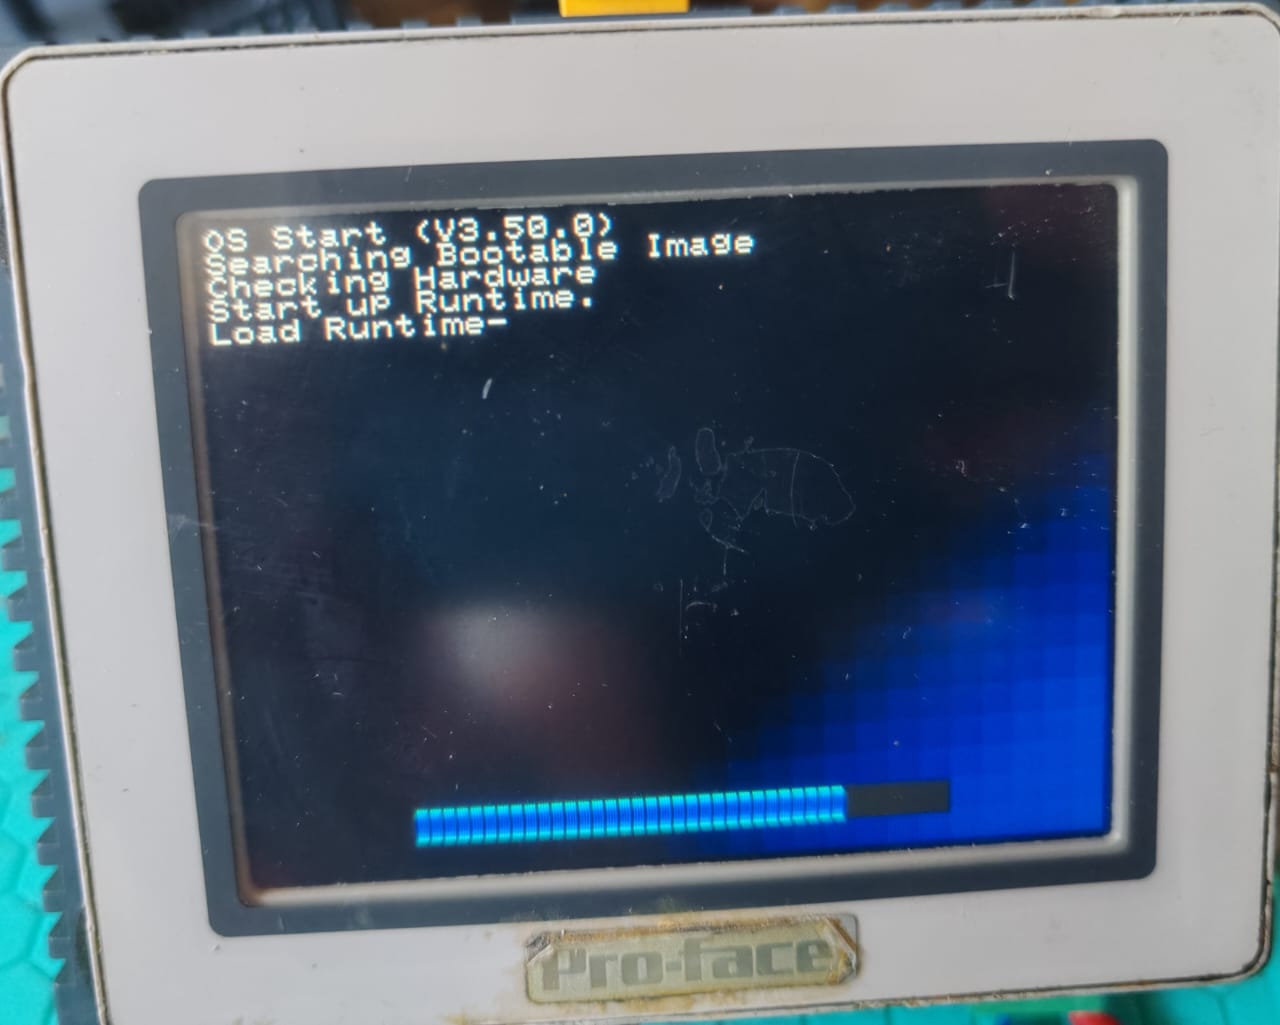 OS Start (V3.50.0)
Searching Bootable Image
Checking Hardware
Start up Runtime.
Load Runtime-
Pro-face